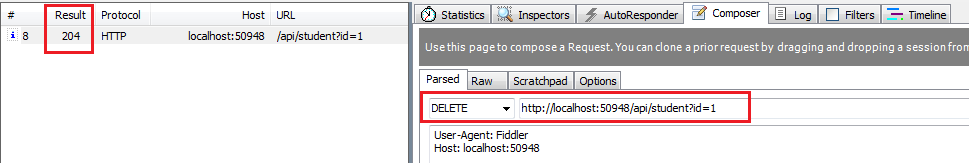 # Result Protocol Host URL
8 204 HTTP localhost:50948 /api/student?id=1
Statistics Inspectors AutoResponder Composer Log Filters Timeline
Use this page to compose a Request. You can clone a prior request by dragging and dropping a session from
Parsed Raw Scratchpad Options
DELETE http://localhost:50948/api/student?id=1
User-Agent: Fiddler
Host: localhost:50948